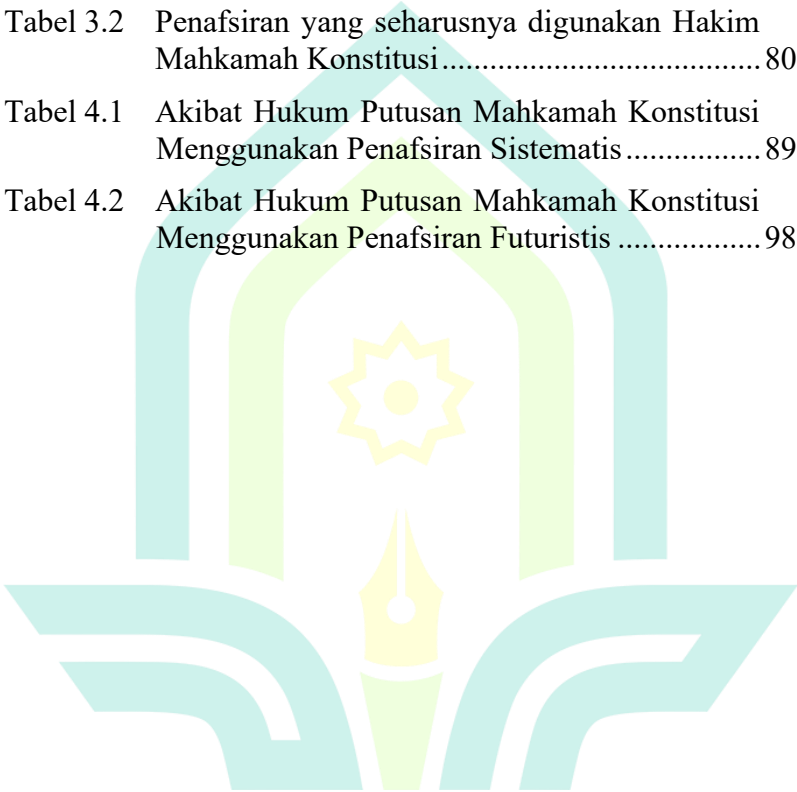 Tabel 3.2 Penafsiran yang seharusnya digunakan Hakim
Mahkamah Konstitusi.................................... 80
Tabel 4.1 Akibat Hukum Putusan Mahkamah Konstitusi
Menggunakan Penafsiran Sistematis ................. 89
Tabel 4.2 Akibat Hukum Putusan Mahkamah Konstitusi
Menggunakan Penafsiran Futuristis .................. 98